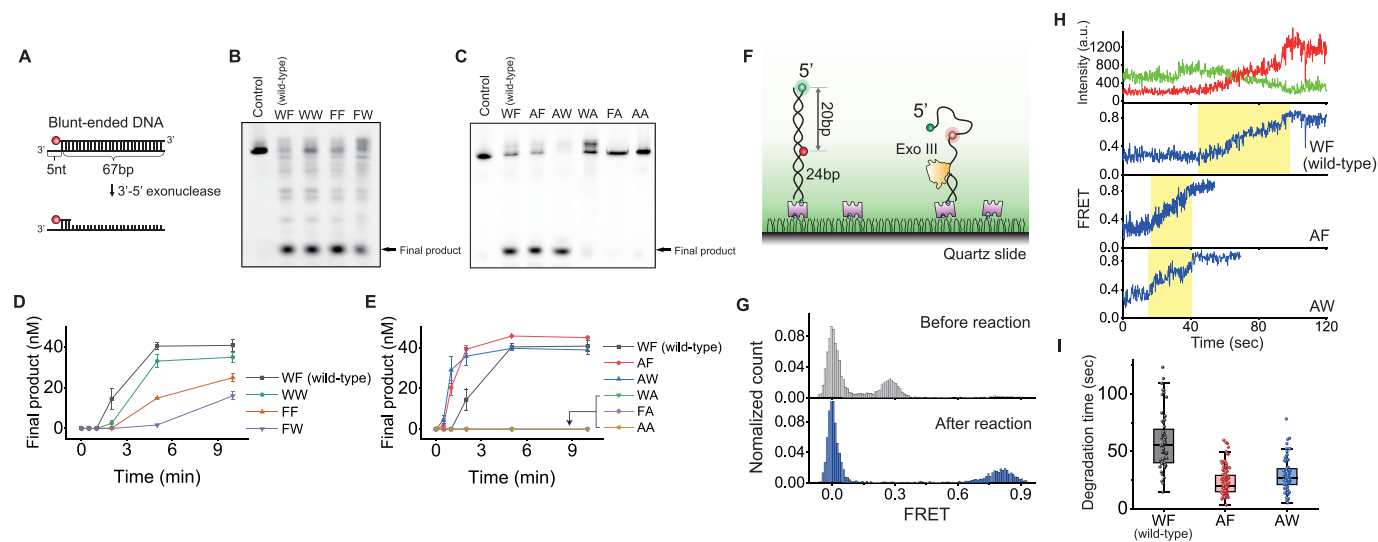 A
Blunt-ended DNA
3'
3'
5nt
67bp
3'-5' exonuclease
3'
B
Control
(wild-type)
WF
WW
FF
FW
Final product
C
Control
(wild-type)
WF
AF
AW
WA
FA
AA
Final product
D
Final product (nM)
40
20
0
0
3
6
9
Time (min)
WF (wild-type)
WW
FF
FW
E
Final product (nM)
40
20
0
0
3
6
9
Time (min)
WF (wild-type)
AF
AW
WA
FA
AA
F
5'
20bp
24bp
5'
Exo III
Quartz slide
G
Normalized count
0.08
0.04
0.00
Before reaction
0.08
0.04
0.00
After reaction
0.0
0.3
0.6
0.9
FRET
H
Intensity (a.u.)
1200
800
400
0
FRET
0.8
0.4
0.0
WF
(wild-type)
0.8
0.4
0.0
AF
0.8
0.4
0.0
AW
0
40
80
120
Time (sec)
I
Degradation time (sec)
100
50
0
WF
(wild-type)
AF
AW